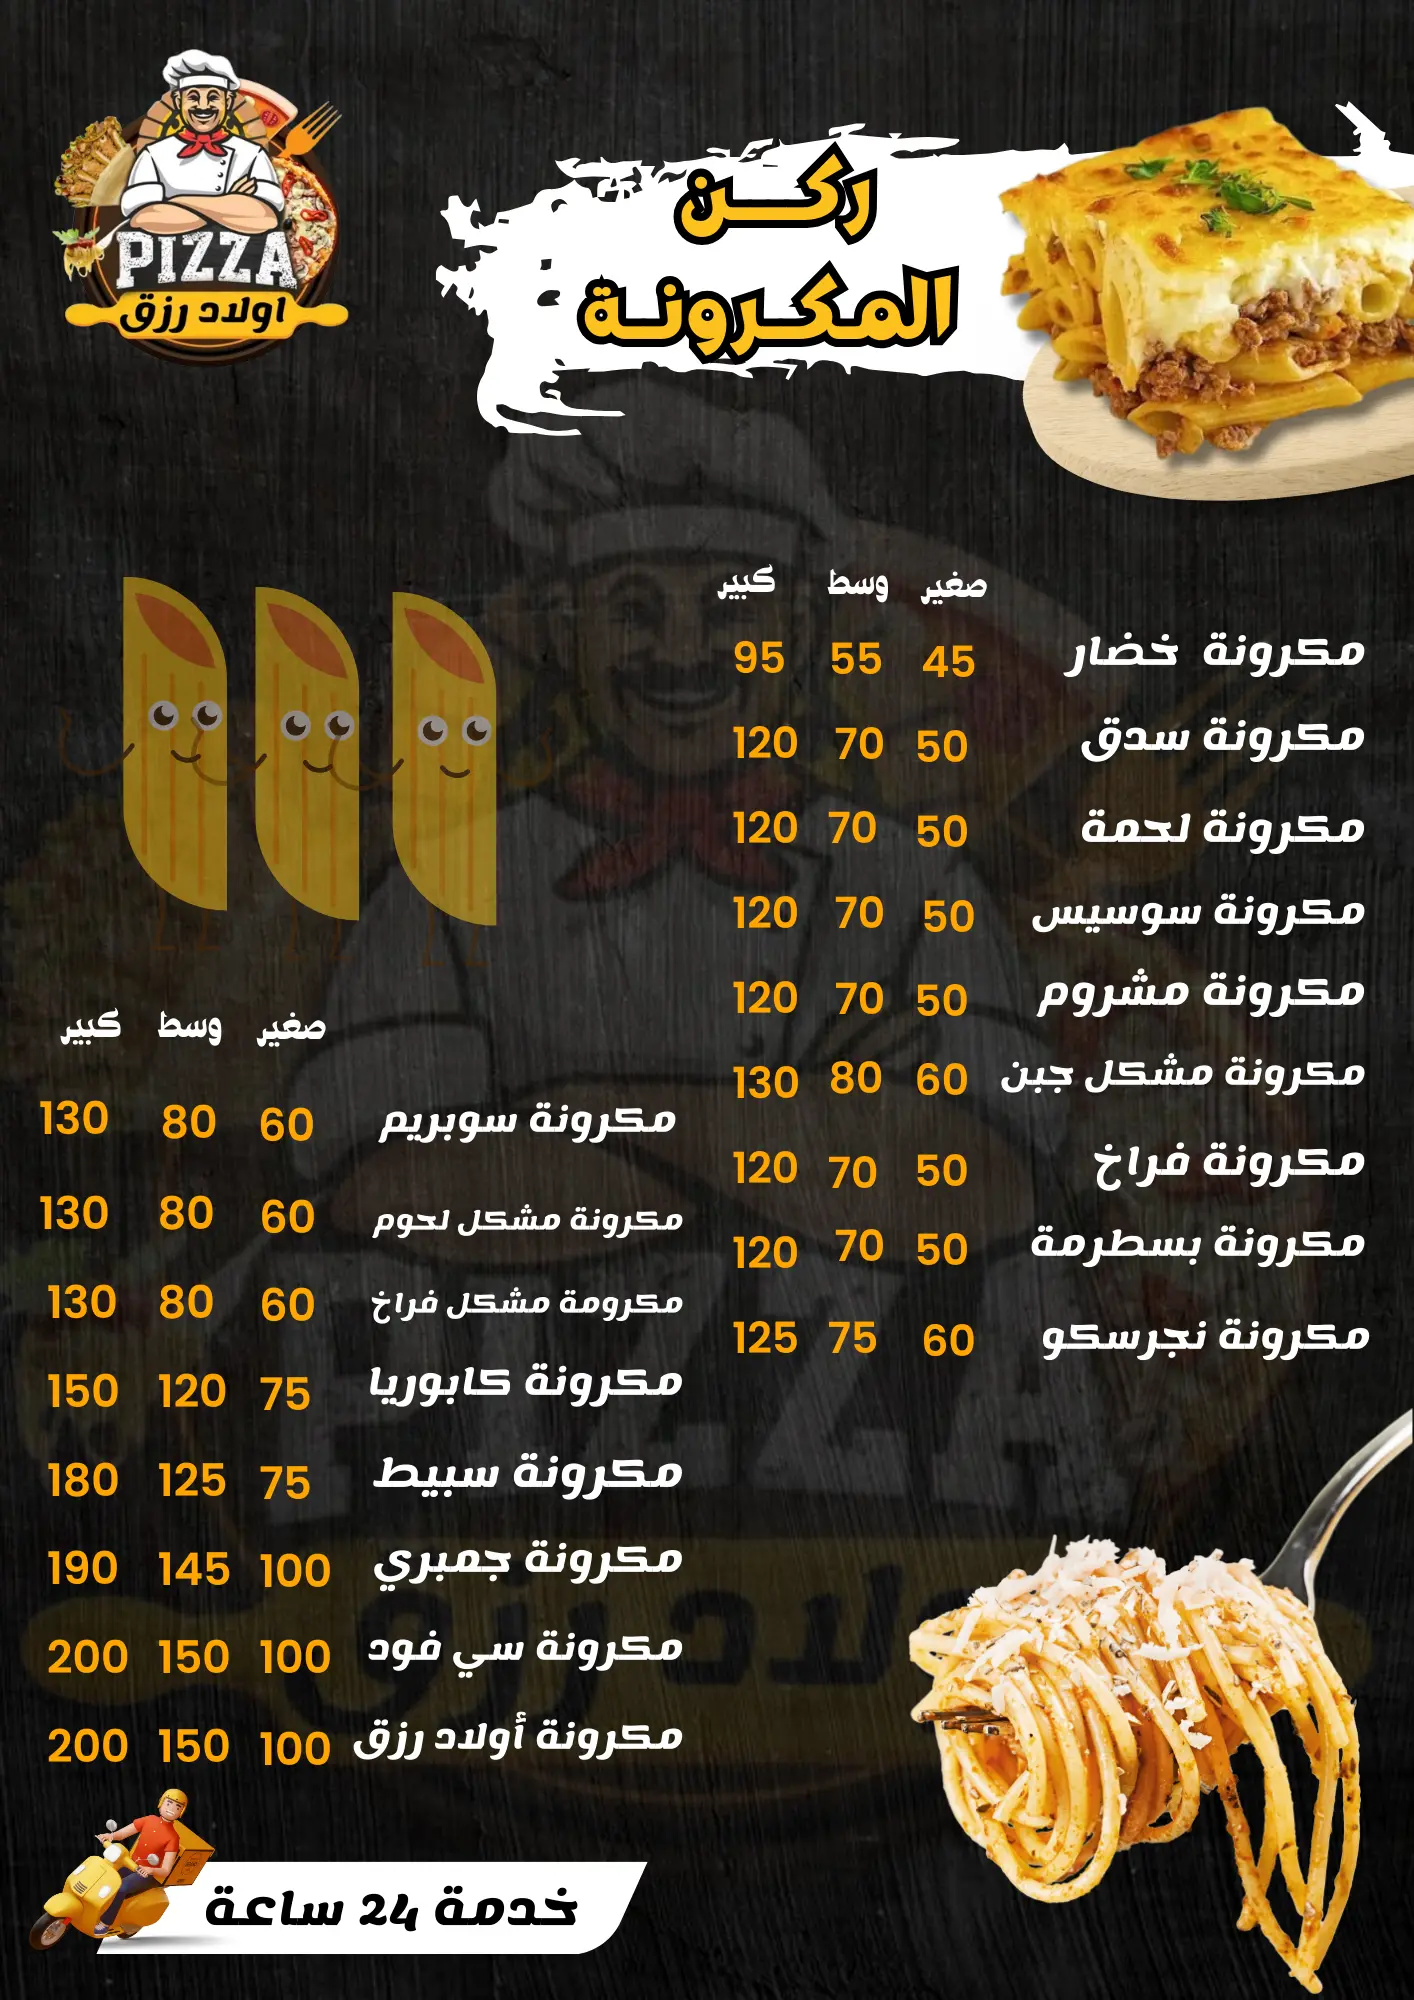 PIZZA
اولاد رزق
ركـــن
المـكـرونـة
صغير وسط كبير
مكرونة خضار 45 55 95
مكرونة سدق 50 70 120
مكرونة لحمة 50 70 120
مكرونة سوسيس 50 70 120
مكرونة مشروم 50 70 120
مكرونة مشكل جبن 60 80 130
مكرونة فراخ 50 70 120
مكرونة بسطرمة 50 70 120
مكرونة نجرسكو 60 75 125
صغير وسط كبير
مكرونة سوبريم 60 80 130
مكرونة مشكل لحوم 60 80 130
مكرومة مشكل فراخ 60 80 130
مكرونة كابوريا 75 120 150
مكرونة سبيط 75 125 180
مكرونة جمبري 100 145 190
مكرونة سي فود 100 150 200
مكرونة أولاد رزق 100 150 200
خدمة 24 ساعة
PIZZA
اولاد رزق